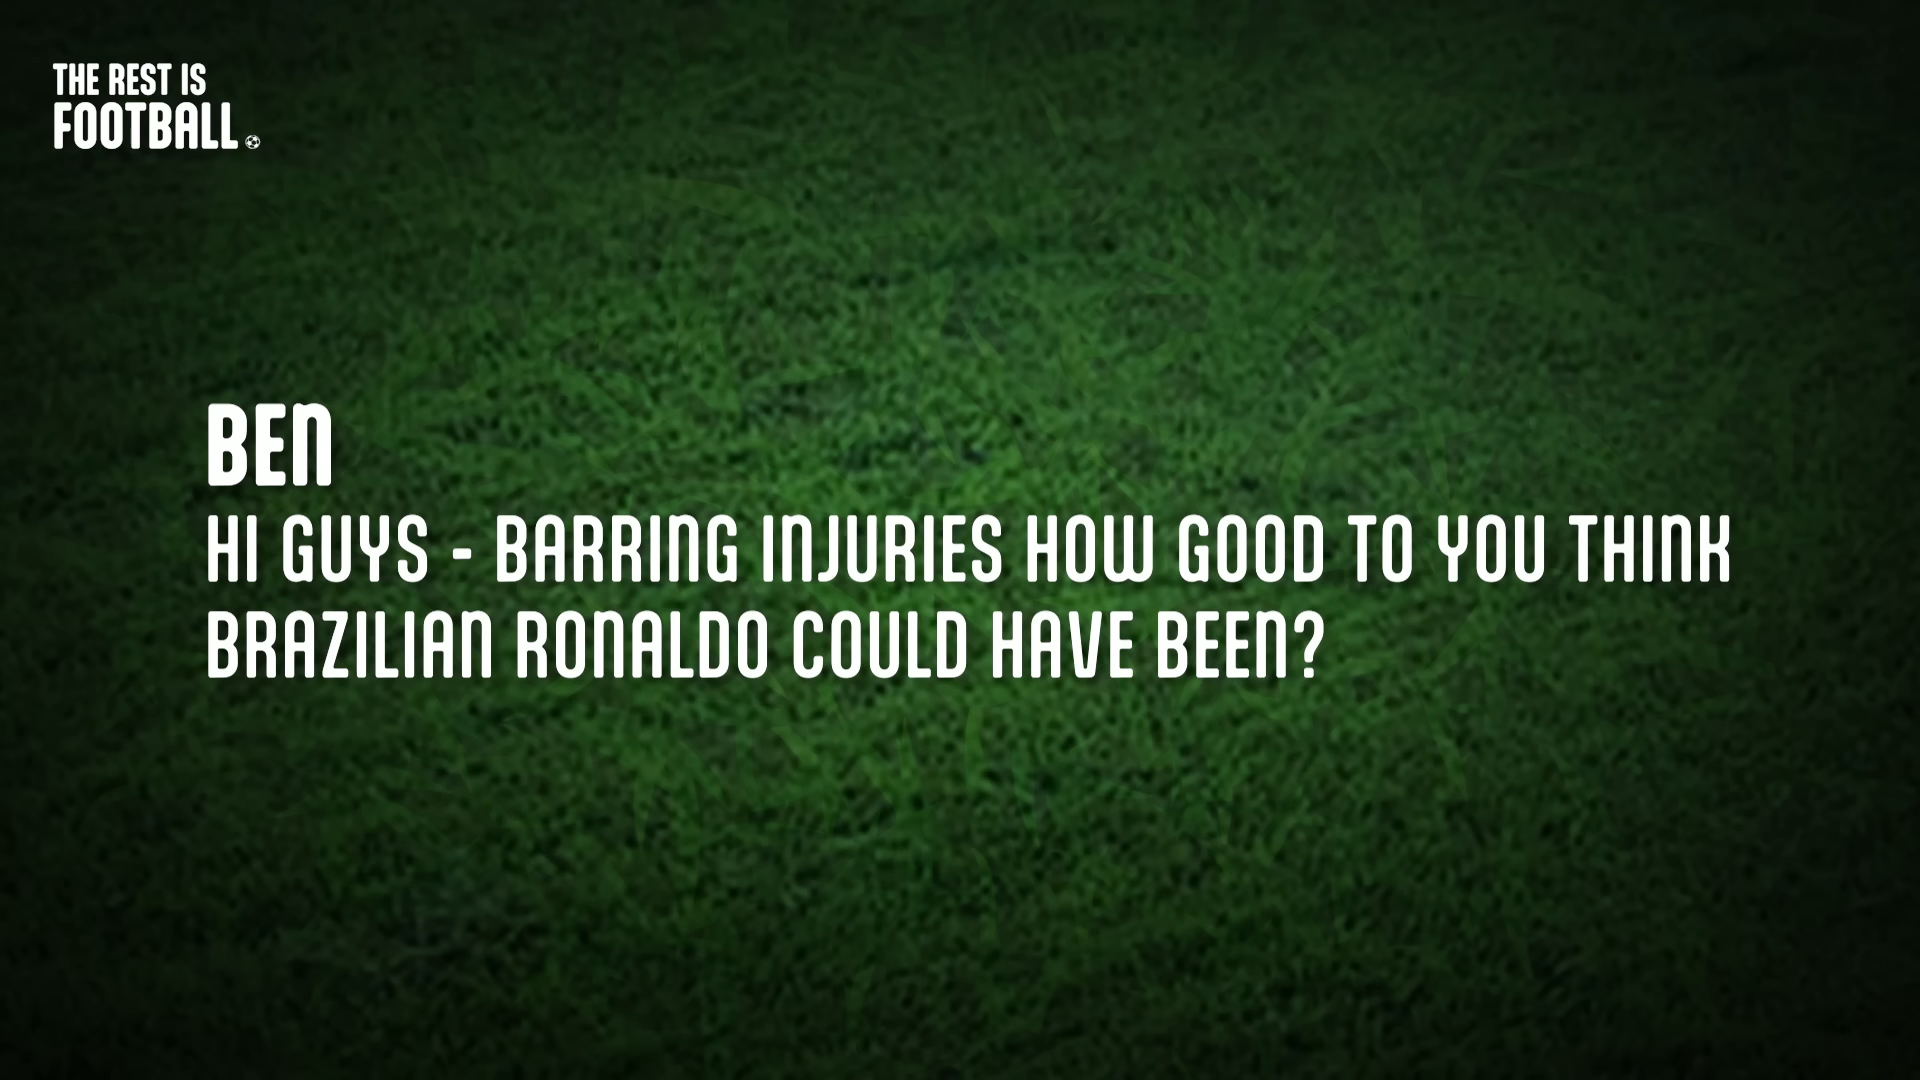 THE REST IS
FOOTBALL
BEN
HI GUYS - BARRING INJURIES HOW GOOD TO YOU THINK
BRAZILIAN RONALDO COULD HAVE BEEN?